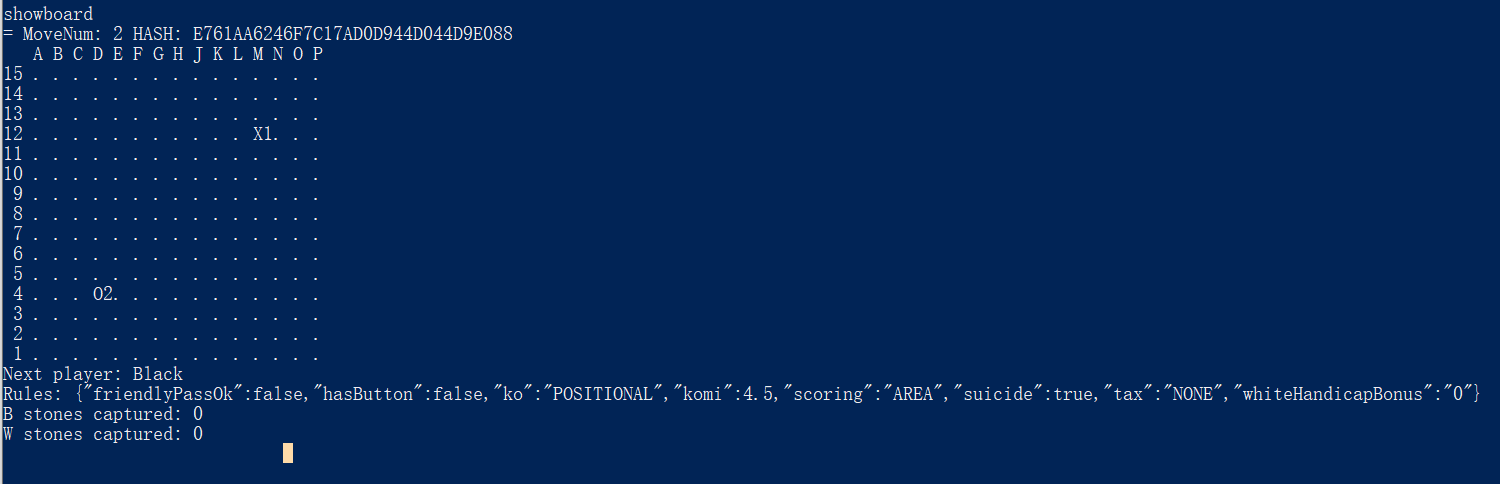 showboard
= MoveNum: 2 HASH: E761AA6246F7C17AD0D944D044D9E088
   A B C D E F G H J K L M N O P
15 . . . . . . . . . . . . . . .
14 . . . . . . . . . . . . . . .
13 . . . . . . . . . . . . . . .
12 . . . . . . . . . . . X1. . .
11 . . . . . . . . . . . . . . .
10 . . . . . . . . . . . . . . .
 9 . . . . . . . . . . . . . . .
 8 . . . . . . . . . . . . . . .
 7 . . . . . . . . . . . . . . .
 6 . . . . . . . . . . . . . . .
 5 . . . . . . . . . . . . . . .
 4 . . . O2. . . . . . . . . . .
 3 . . . . . . . . . . . . . . .
 2 . . . . . . . . . . . . . . .
 1 . . . . . . . . . . . . . . .
Next player: Black
Rules: {"friendlyPassOk":false,"hasButton":false,"ko":"POSITIONAL","komi":4.5,"scoring":"AREA","suicide":true,"tax":"NONE","whiteHandicapBonus":"0"}
B stones captured: 0
W stones captured: 0